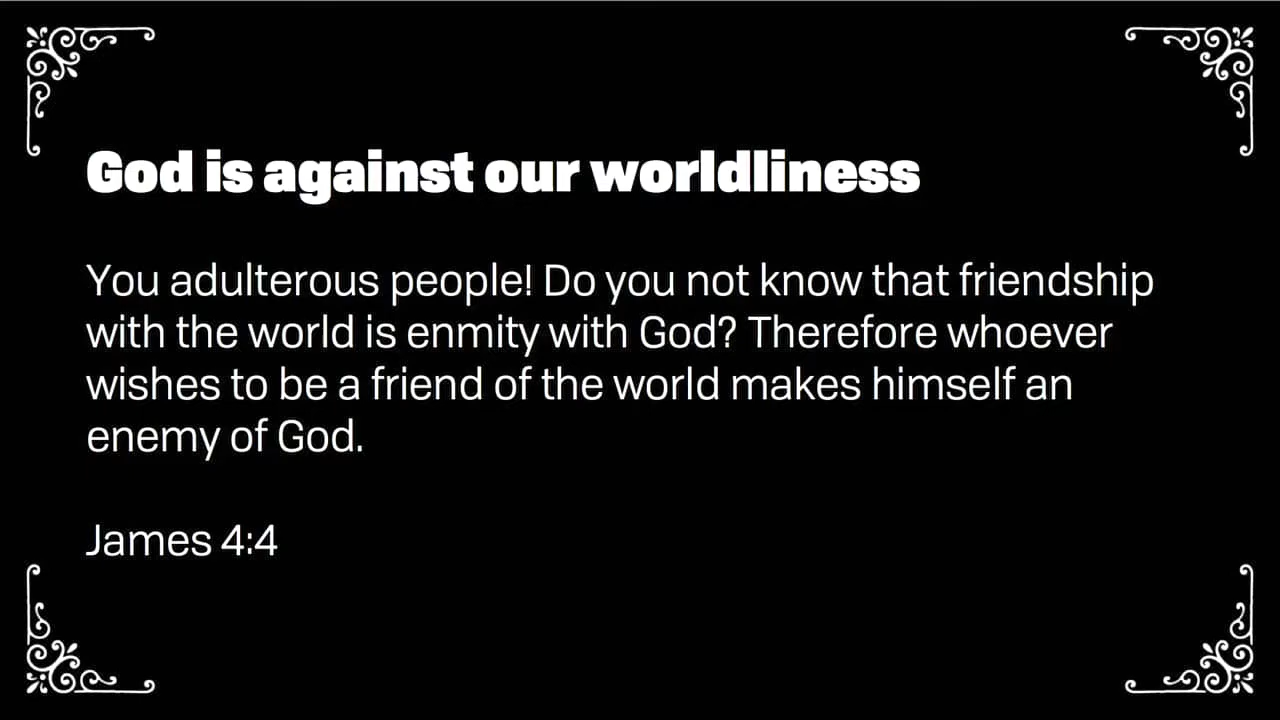 God is against our worldliness
You adulterous people! Do you not know that friendship
with the world is enmity with God? Therefore whoever
wishes to be a friend of the world makes himself an
enemy of God.
James 4:4